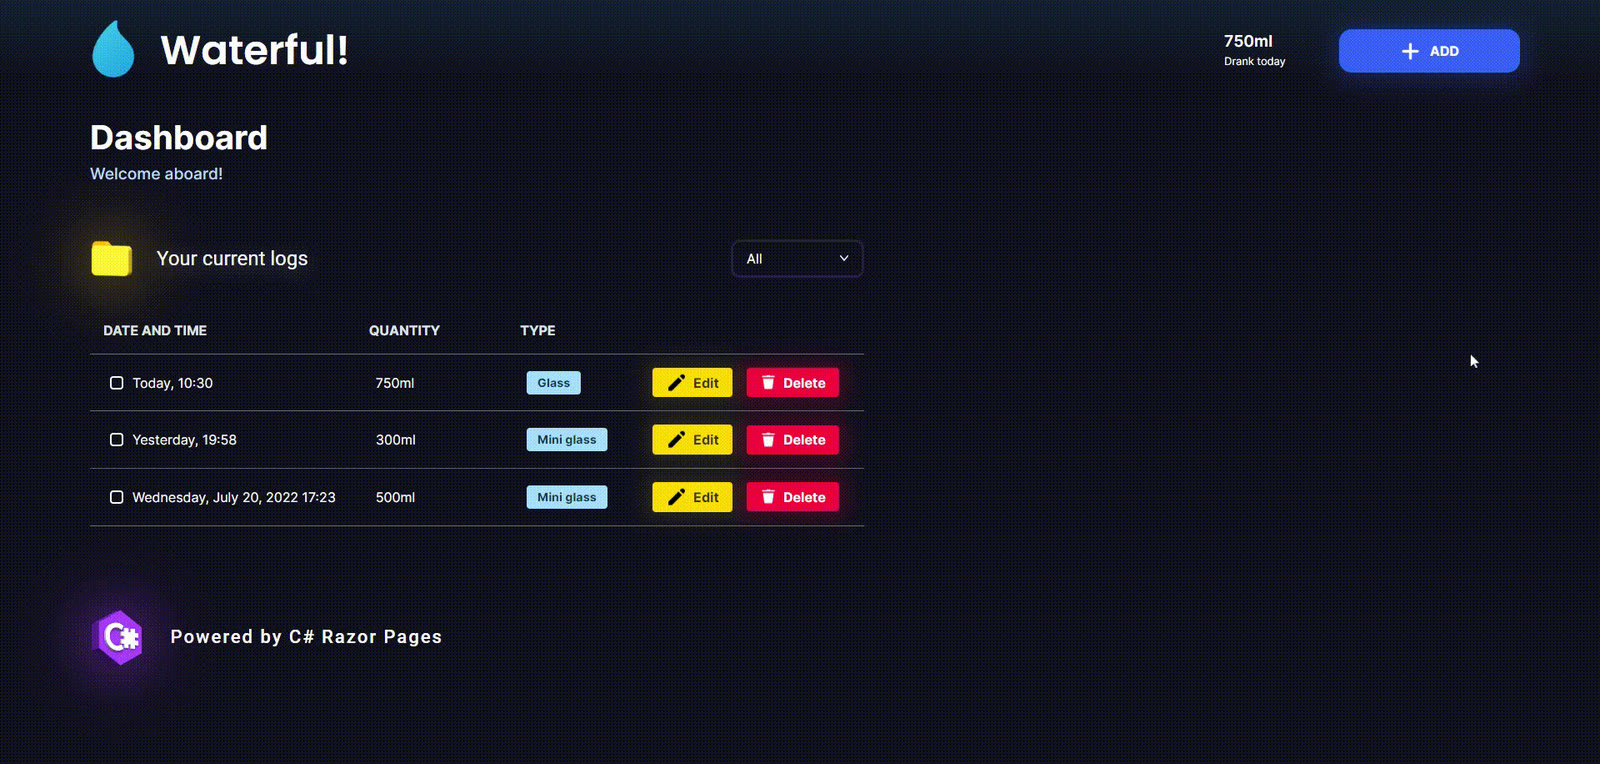 Waterful!
750ml
Drank today
ADD
Dashboard
Welcome aboard!
Your current logs
All
DATE AND TIME QUANTITY TYPE
Today, 10:30 750ml Glass Edit Delete
Yesterday, 19:58 300ml Mini glass Edit Delete
Wednesday, July 20, 2022 17:23 500ml Mini glass Edit Delete
C# Powered by C# Razor Pages